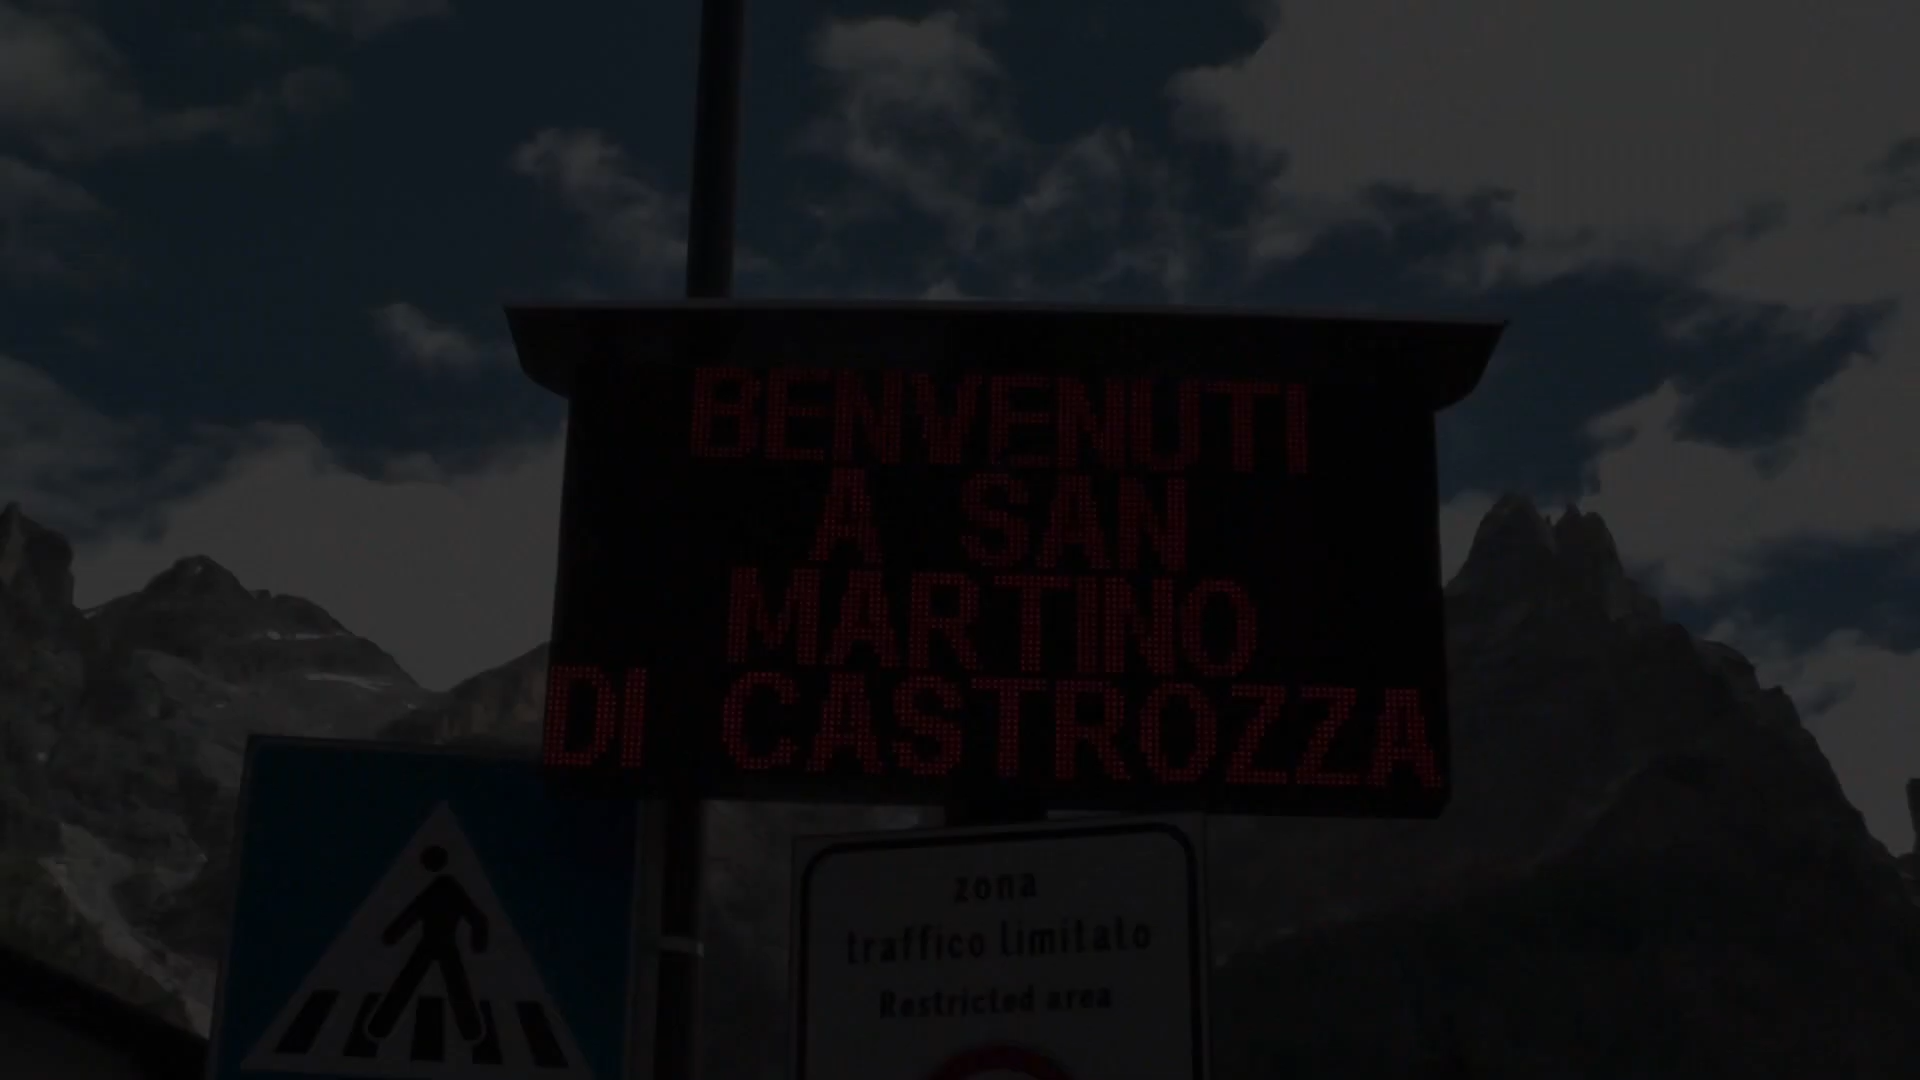 BENVENUTI
A SAN
MARTINO
DI CASTROZZA
zona
traffico limitato
Restricted area